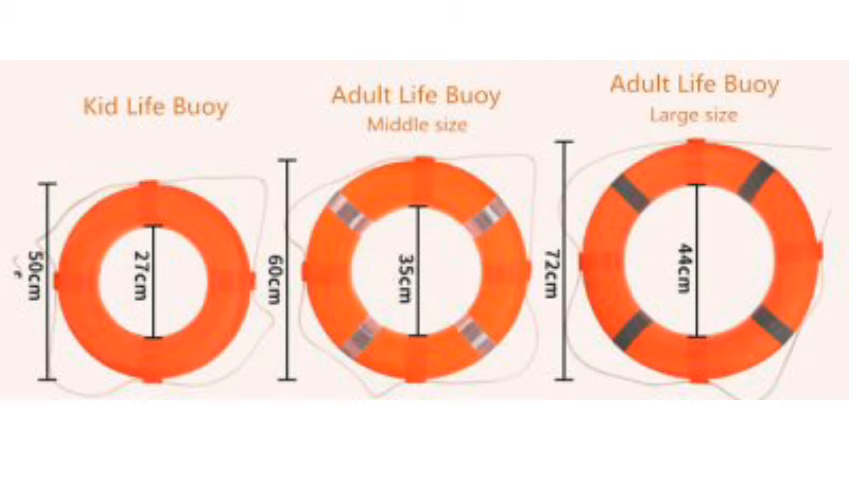 Kid Life Buoy
Adult Life Buoy
Middle size
Adult Life Buoy
Large size
50cm
27cm
60cm
35cm
72cm
44cm